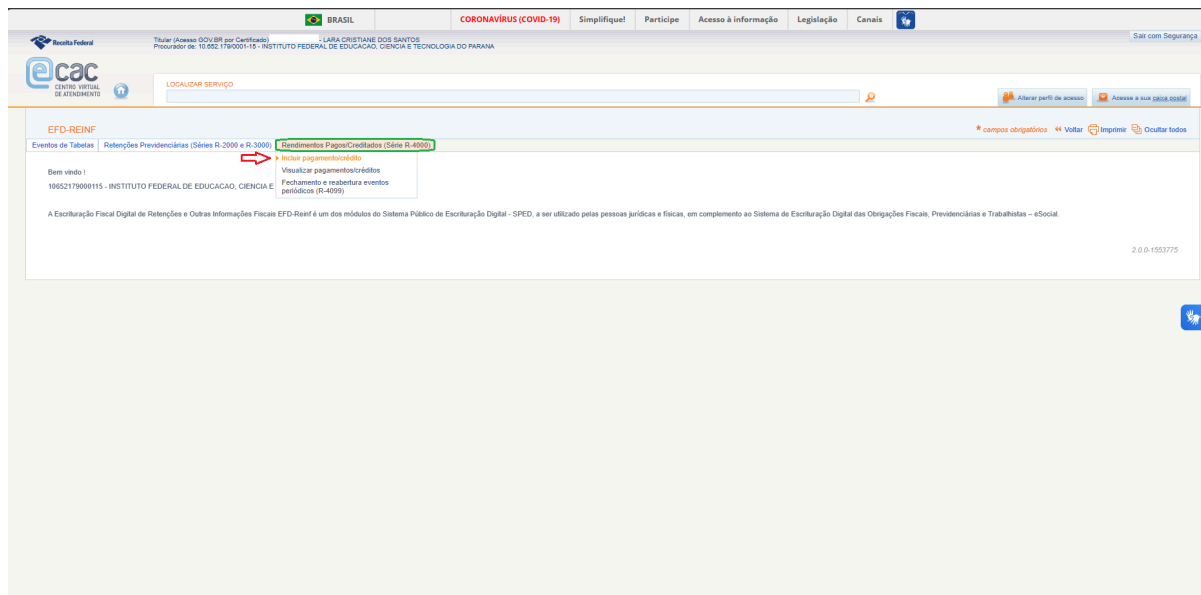 BRASIL
CORONAVÍRUS (COVID-19)
Simplifique!
Participe
Acesso à informação
Legislação
Canais
Receita Federal
Titular (Acesso GOV.BR por Certificado) - LARA CRISTIANE DOS SANTOS
Procurador de: 10.652.179/0001-15 - INSTITUTO FEDERAL DE EDUCACAO, CIENCIA E TECNOLOGIA DO PARANA
Sair com Segurança
ecac
CENTRO VIRTUAL
DE ATENDIMENTO
LOCALIZAR SERVIÇO
Alterar perfil de acesso
Acesse a sua caixa postal
EFD-REINF
* campos obrigatórios Voltar Imprimir Ocultar todos
Eventos de Tabelas
Retenções Previdenciárias (Séries R-2000 e R-3000)
Rendimentos Pagos/Creditados (Série R-4000)
Incluir pagamento/crédito
Visualizar pagamentos/créditos
Fechamento e reabertura eventos
periódicos (R-4099)
Bem vindo !
10652179000115 - INSTITUTO FEDERAL DE EDUCACAO, CIENCIA E
A Escrituração Fiscal Digital de Retenções e Outras Informações Fiscais EFD-Reinf é um dos módulos do Sistema Público de Escrituração Digital - SPED, a ser utilizado pelas pessoas jurídicas e físicas, em complemento ao Sistema de Escrituração Digital das Obrigações Fiscais, Previdenciárias e Trabalhistas – eSocial.
2.0.0-1553775